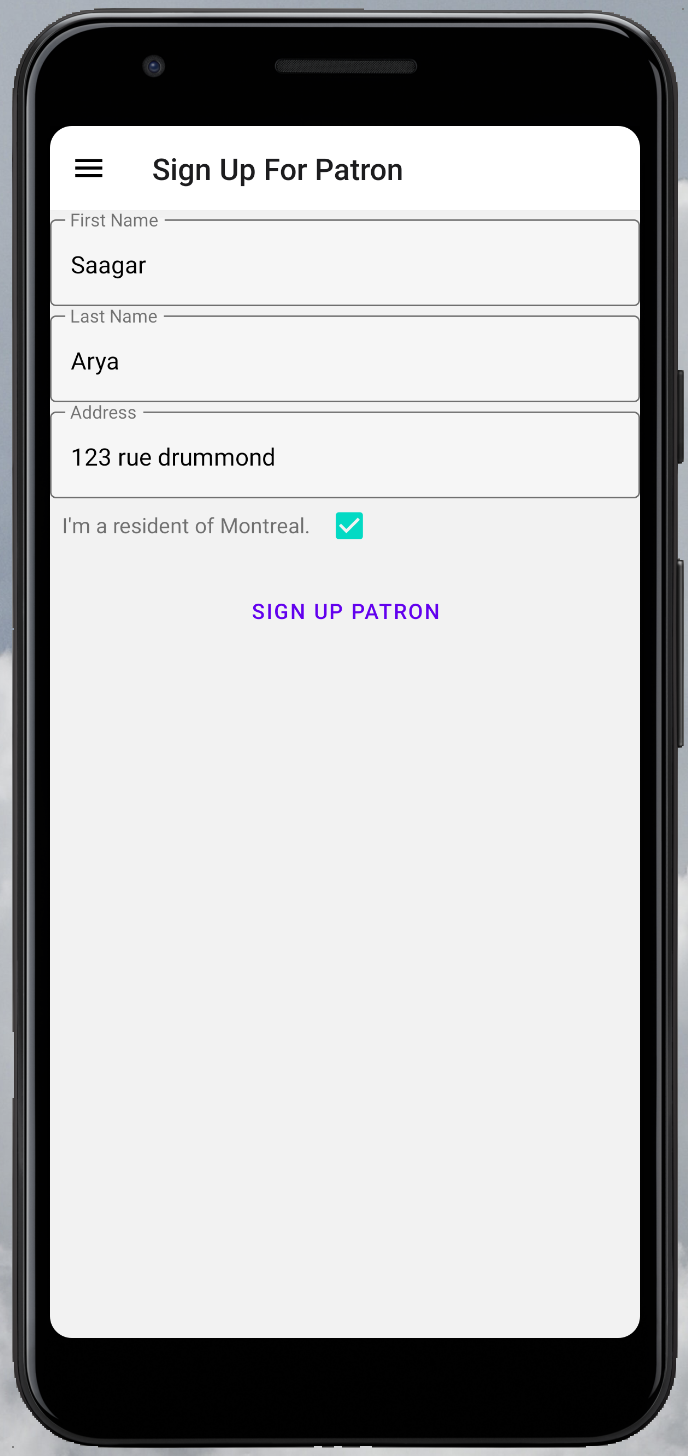 Sign Up For Patron
First Name
Saagar
Last Name
Arya
Address
123 rue drummond
I'm a resident of Montreal.
SIGN UP PATRON